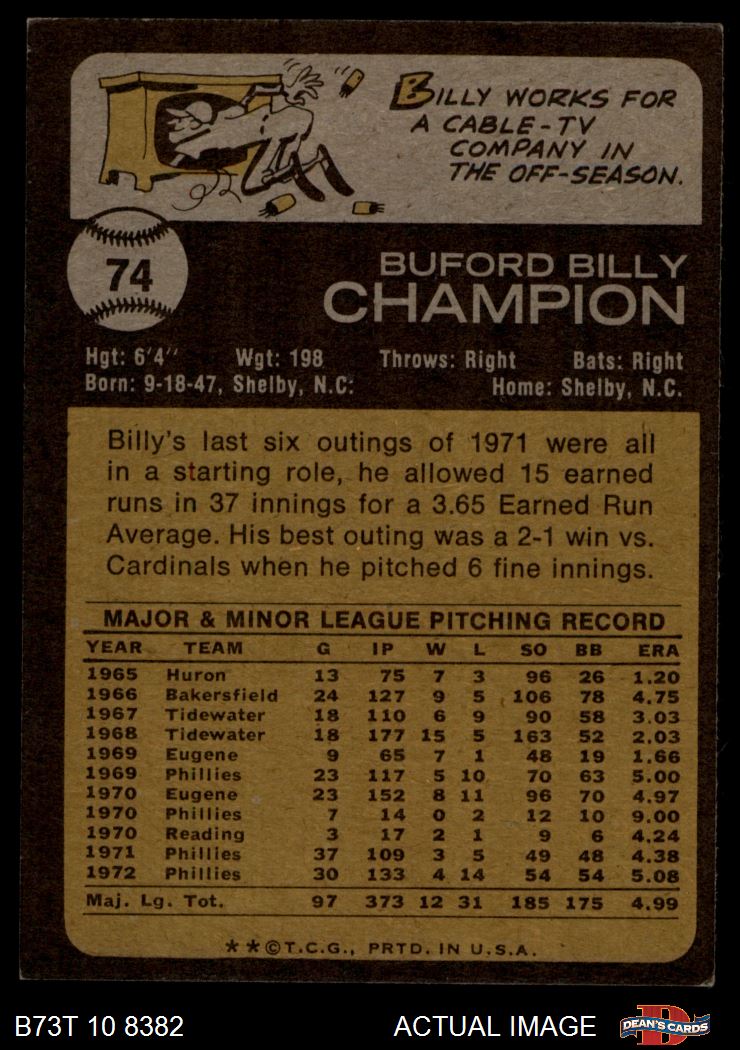 BILLY WORKS FOR
A CABLE-TV
COMPANY IN
THE OFF-SEASON.
74
BUFORD BILLY
CHAMPION
Hgt: 6'4" Wgt: 198 Throws: Right Bats: Right
Born: 9-18-47, Shelby, N.C. Home: Shelby, N.C.
Billy's last six outings of 1971 were all
in a starting role, he allowed 15 earned
runs in 37 innings for a 3.65 Earned Run
Average. His best outing was a 2-1 win vs.
Cardinals when he pitched 6 fine innings.
MAJOR & MINOR LEAGUE PITCHING RECORD
YEAR TEAM G IP W L SO BB ERA
1965 Huron 13 75 7 3 96 26 1.20
1966 Bakersfield 24 127 9 5 106 78 4.75
1967 Tidewater 18 110 6 9 90 58 3.03
1968 Tidewater 18 177 15 5 163 52 2.03
1969 Eugene 9 65 7 1 48 19 1.66
1969 Phillies 23 117 5 10 70 63 5.00
1970 Eugene 23 152 8 11 96 70 4.97
1970 Phillies 7 14 0 2 12 10 9.00
1970 Reading 3 17 2 1 9 6 4.24
1971 Phillies 37 109 3 5 49 48 4.38
1972 Phillies 30 133 4 14 54 54 5.08
Maj. Lg. Tot. 97 373 12 31 185 175 4.99
**©T.C.G., PRTD. IN U.S.A.
B73T 10 8382 ACTUAL IMAGE DEAN'S CARDS